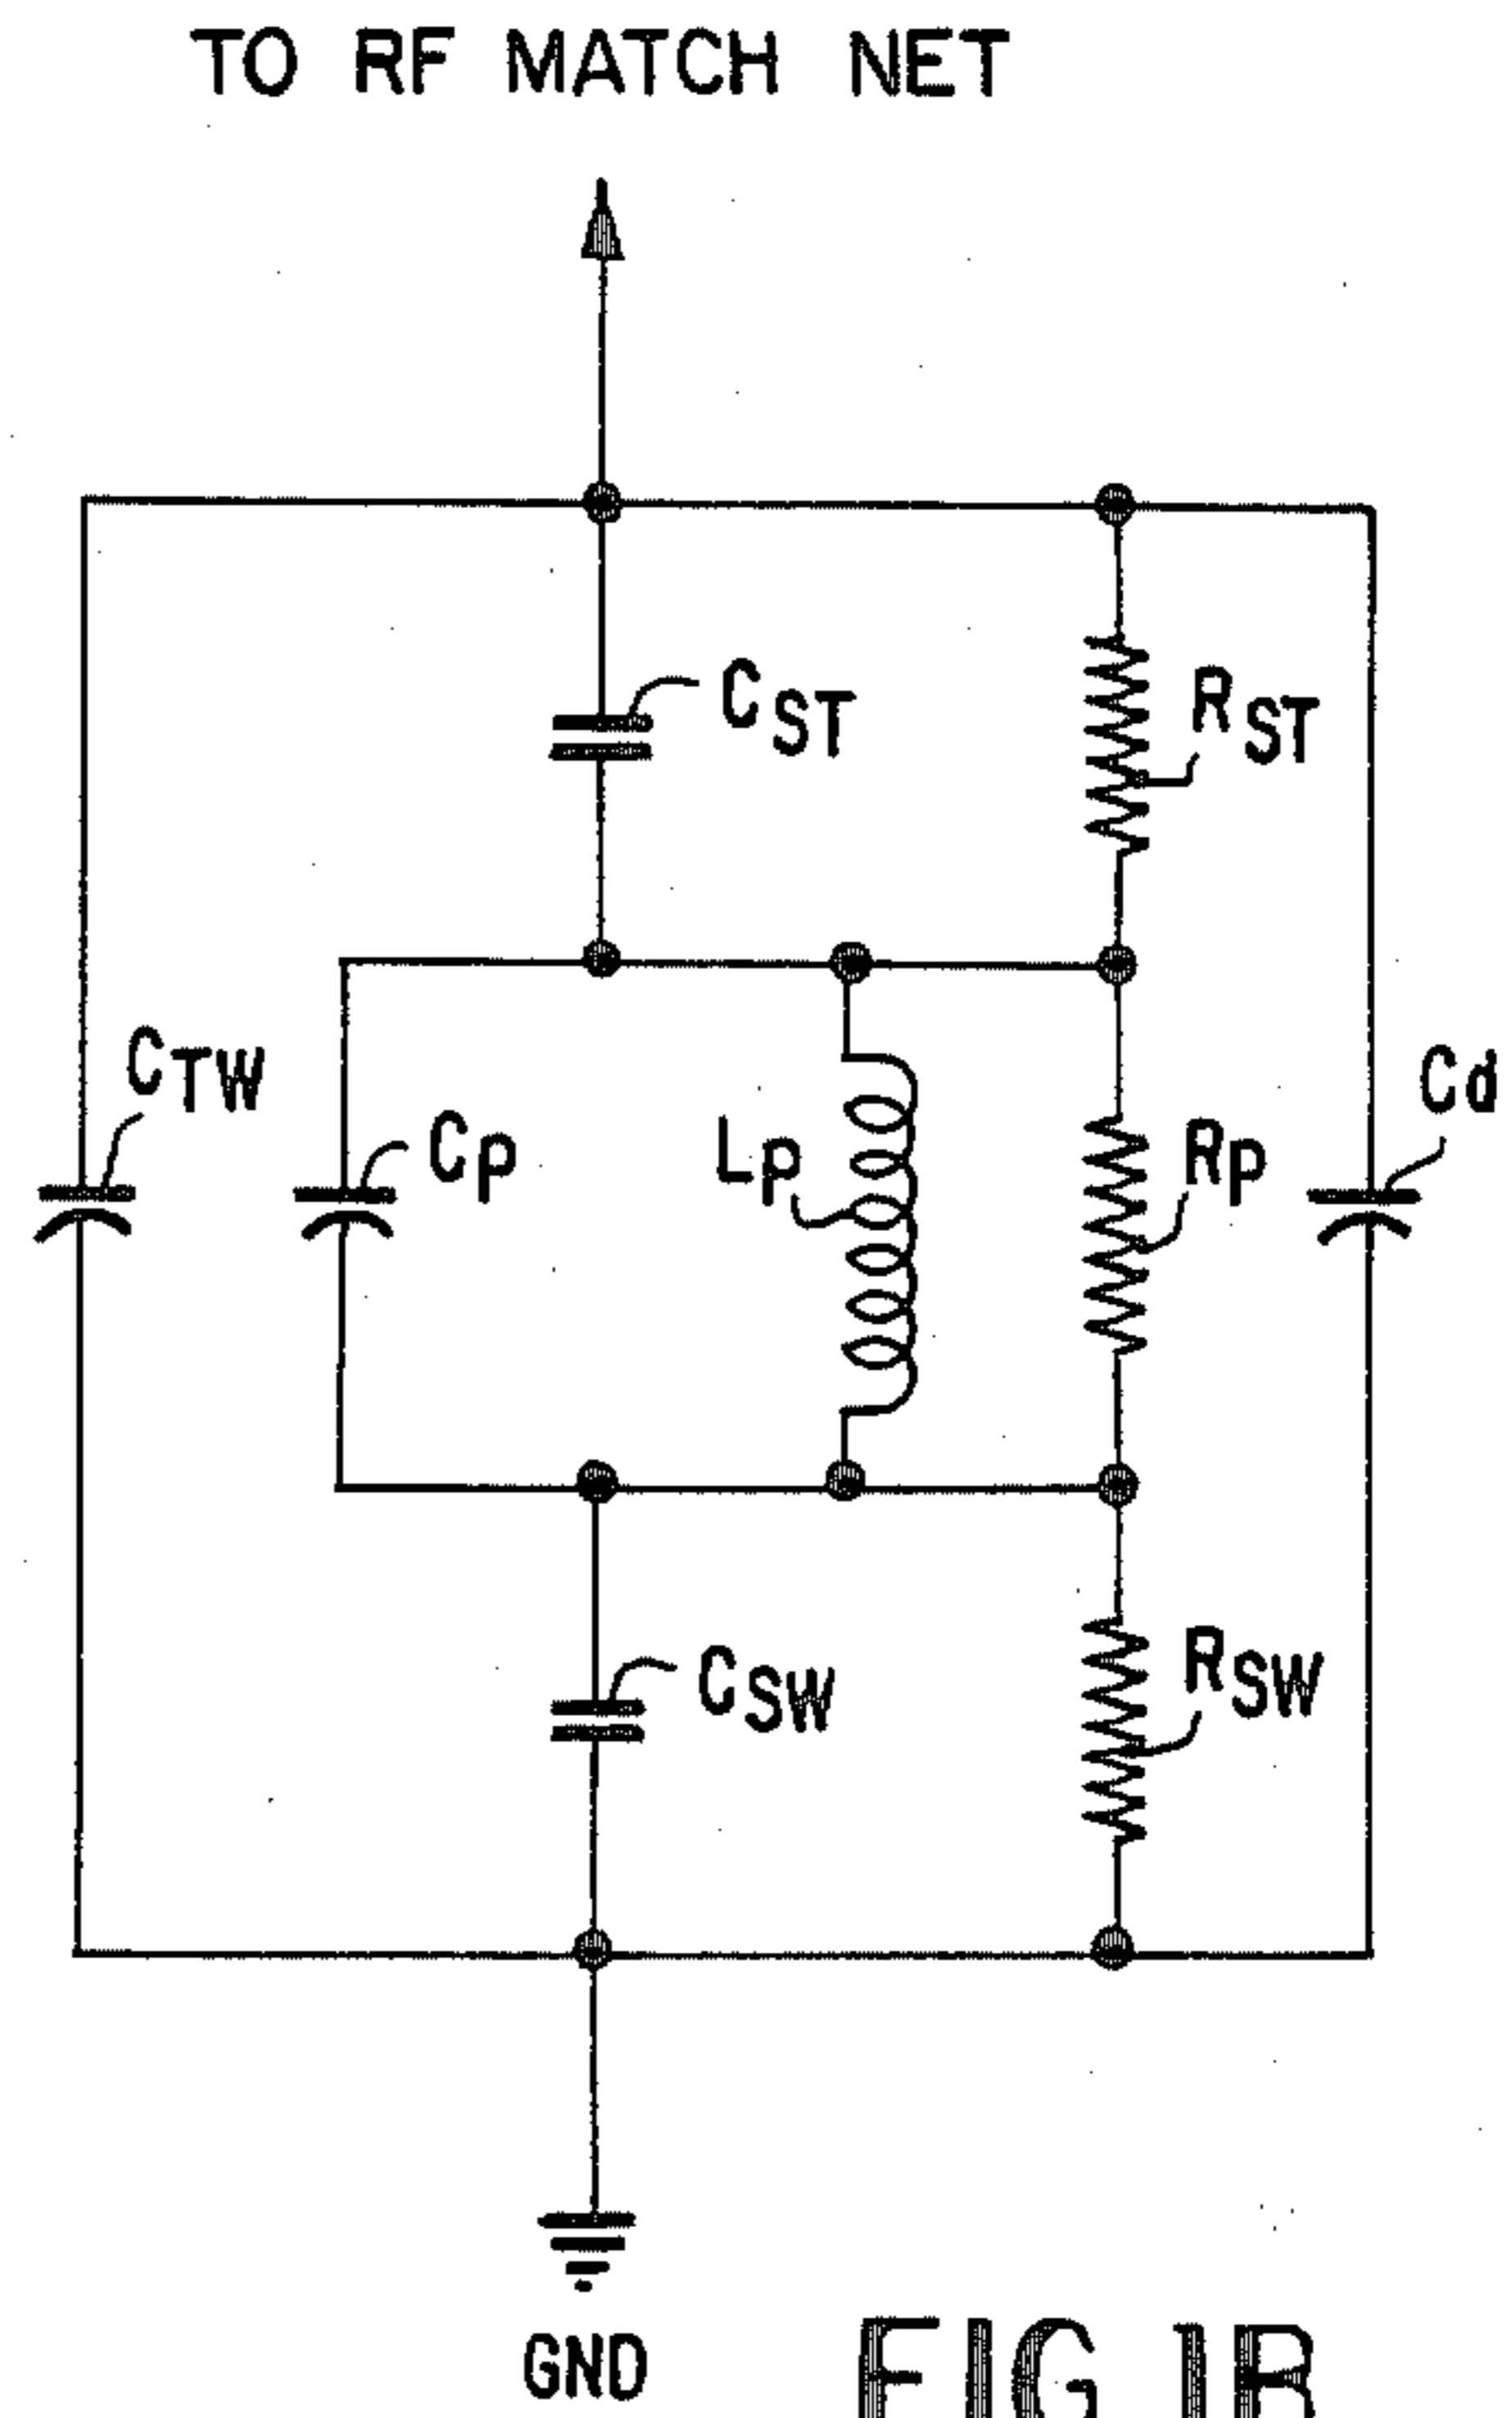 TO RF MATCH NET
CST
RST
CTW
Cp
Lp
Rp
Cd
CSW
RSW
GND
FIG 1B